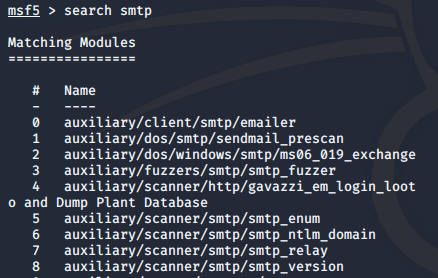 msf5 > search smtp
Matching Modules
================
# Name
- ----
0 auxiliary/client/smtp/emailer
1 auxiliary/dos/smtp/sendmail_prescan
2 auxiliary/dos/windows/smtp/ms06_019_exchange
3 auxiliary/fuzzers/smtp/smtp_fuzzer
4 auxiliary/scanner/http/gavazzi_em_login_loot
o and Dump Plant Database
5 auxiliary/scanner/smtp/smtp_enum
6 auxiliary/scanner/smtp/smtp_ntlm_domain
7 auxiliary/scanner/smtp/smtp_relay
8 auxiliary/scanner/smtp/smtp_version